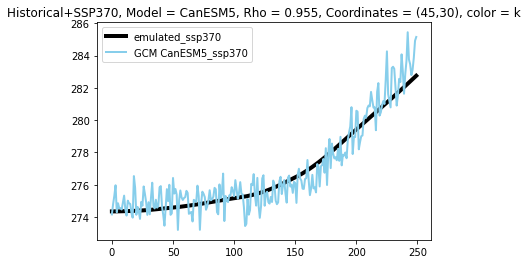 Historical+SSP370, Model = CanESM5, Rho = 0.955, Coordinates = (45,30), color = k
286
284
282
280
278
276
274
emulated_ssp370
GCM CanESM5_ssp370
0 50 100 150 200 250